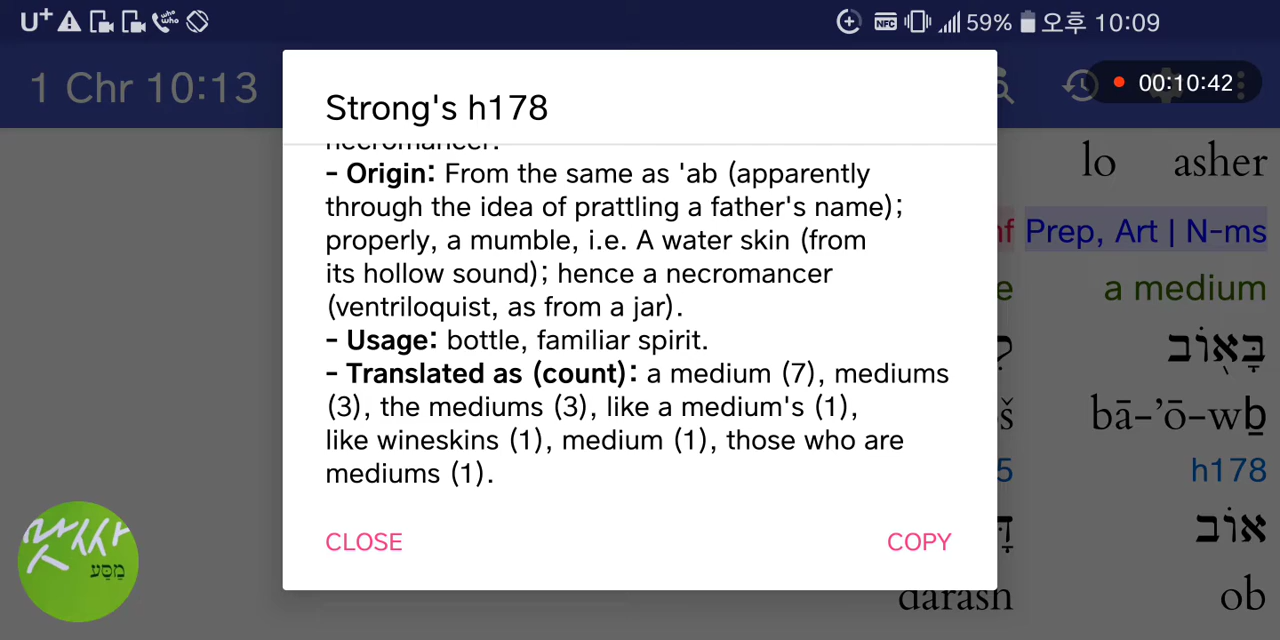 U+ 59% 오후 10:09
1 Chr 10:13
00:10:42
Strong's h178
necromancer.
- Origin: From the same as 'ab (apparently
through the idea of prattling a father's name);
properly, a mumble, i.e. A water skin (from
its hollow sound); hence a necromancer
(ventriloquist, as from a jar).
- Usage: bottle, familiar spirit.
- Translated as (count): a medium (7), mediums
(3), the mediums (3), like a medium's (1),
like wineskins (1), medium (1), those who are
mediums (1).
CLOSE COPY
lo asher
Prep, Art | N-ms
a medium
בָּא֖וֹב
bā-’ō-wḇ
h178
אוֹב
darash ob
מַסָּע